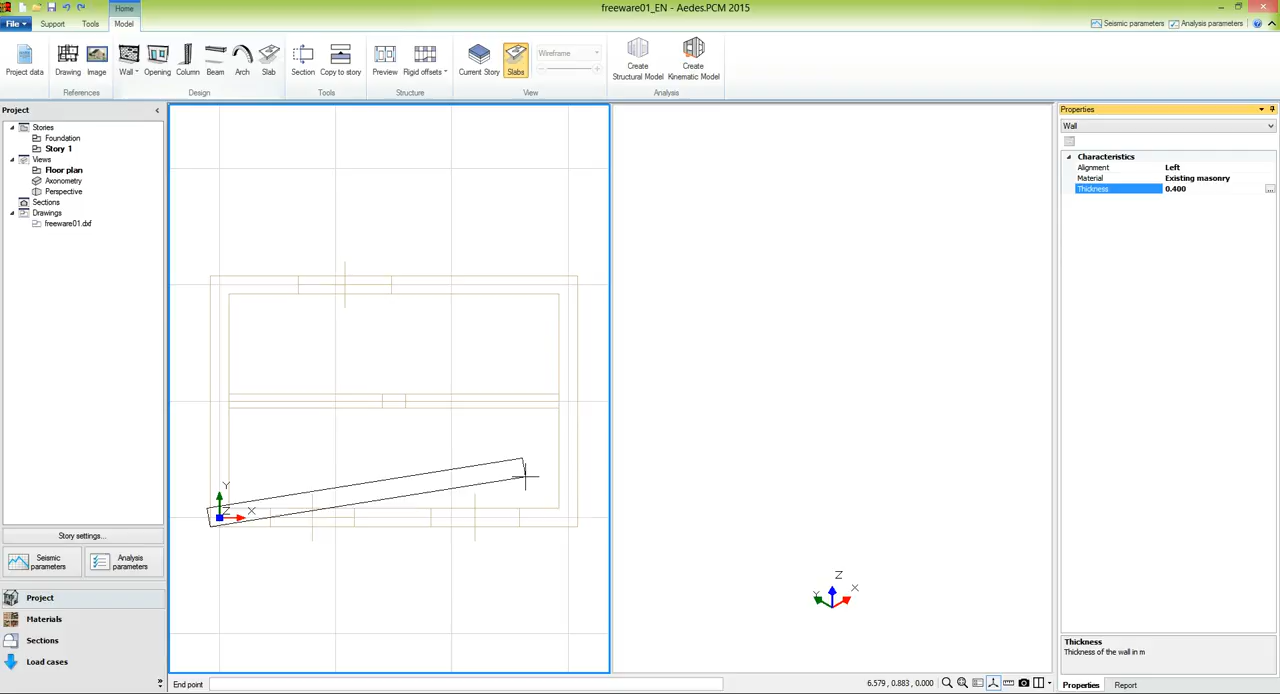 freeware01_EN - Aedes.PCM 2015
File
Support
Tools
Home
Model
Seismic parameters
Analysis parameters
Project data
Drawing
Image
References
Wall
Opening
Column
Beam
Arch
Slab
Design
Section
Copy to story
Tools
Preview
Rigid offsets
Structure
Current Story
Slabs
Wireframe
View
Create
Structural Model
Create
Kinematic Model
Analysis
Project
Stories
Foundation
Story 1
Views
Floor plan
Axonometry
Perspective
Sections
Drawings
freeware01.dxf
Story settings...
Seismic
parameters
Analysis
parameters
Project
Materials
Sections
Load cases
Y
Z
X
Z
Y
X
End point
6.579 , 0.883 , 0.000
Properties
Wall
Characteristics
Alignment Left
Material Existing masonry
Thickness 0.400
...
Thickness
Thickness of the wall in m
Properties
Report